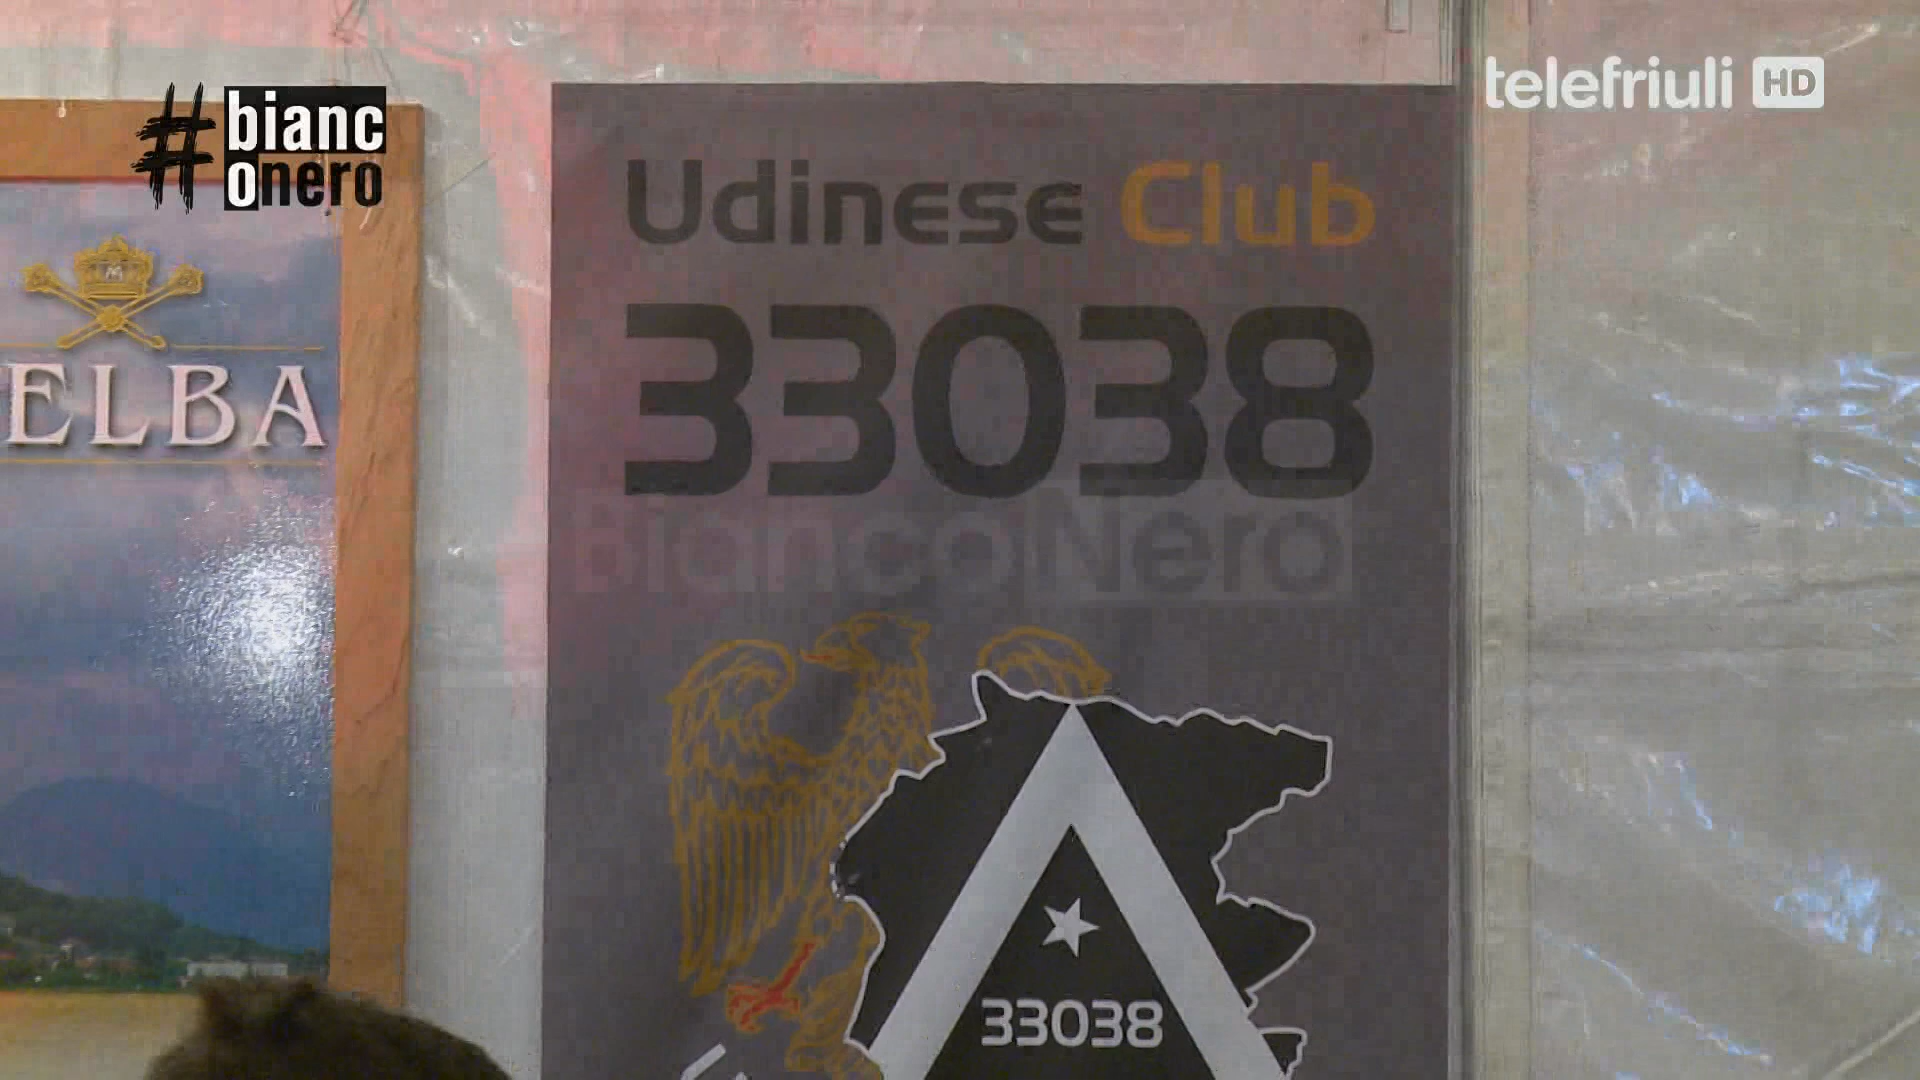 #bianc
onero
telefriuli HD
M
ELBA
Udinese Club
33038
BiancoNero
33038